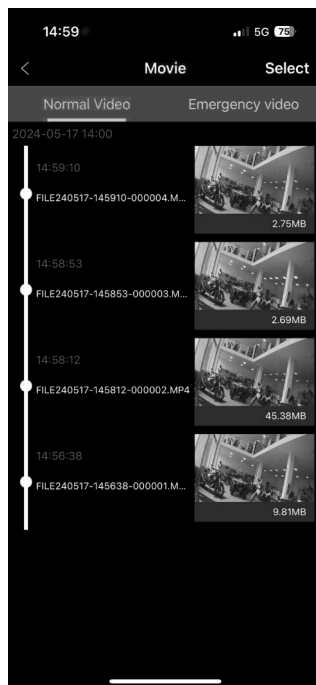 14:59
5G 75
Movie
Select
Normal Video
Emergency video
2024-05-17 14:00
14:59:10
FILE240517-145910-000004.M...
2.75MB
14:58:53
FILE240517-145853-000003.M...
2.69MB
14:58:12
FILE240517-145812-000002.MP4
45.38MB
14:56:38
FILE240517-145638-000001.M...
9.81MB